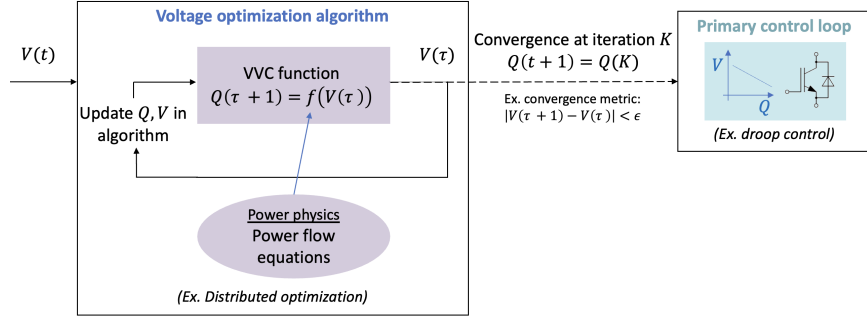 Voltage optimization algorithm
V(t)
VVC function
Q(τ + 1) = f(V(τ))
V(τ)
Update Q, V in
algorithm
Power physics
Power flow
equations
(Ex. Distributed optimization)
Convergence at iteration K
Q(t + 1) = Q(K)
Ex. convergence metric:
|V(τ + 1) − V(τ)| < ϵ
Primary control loop
V
Q
(Ex. droop control)